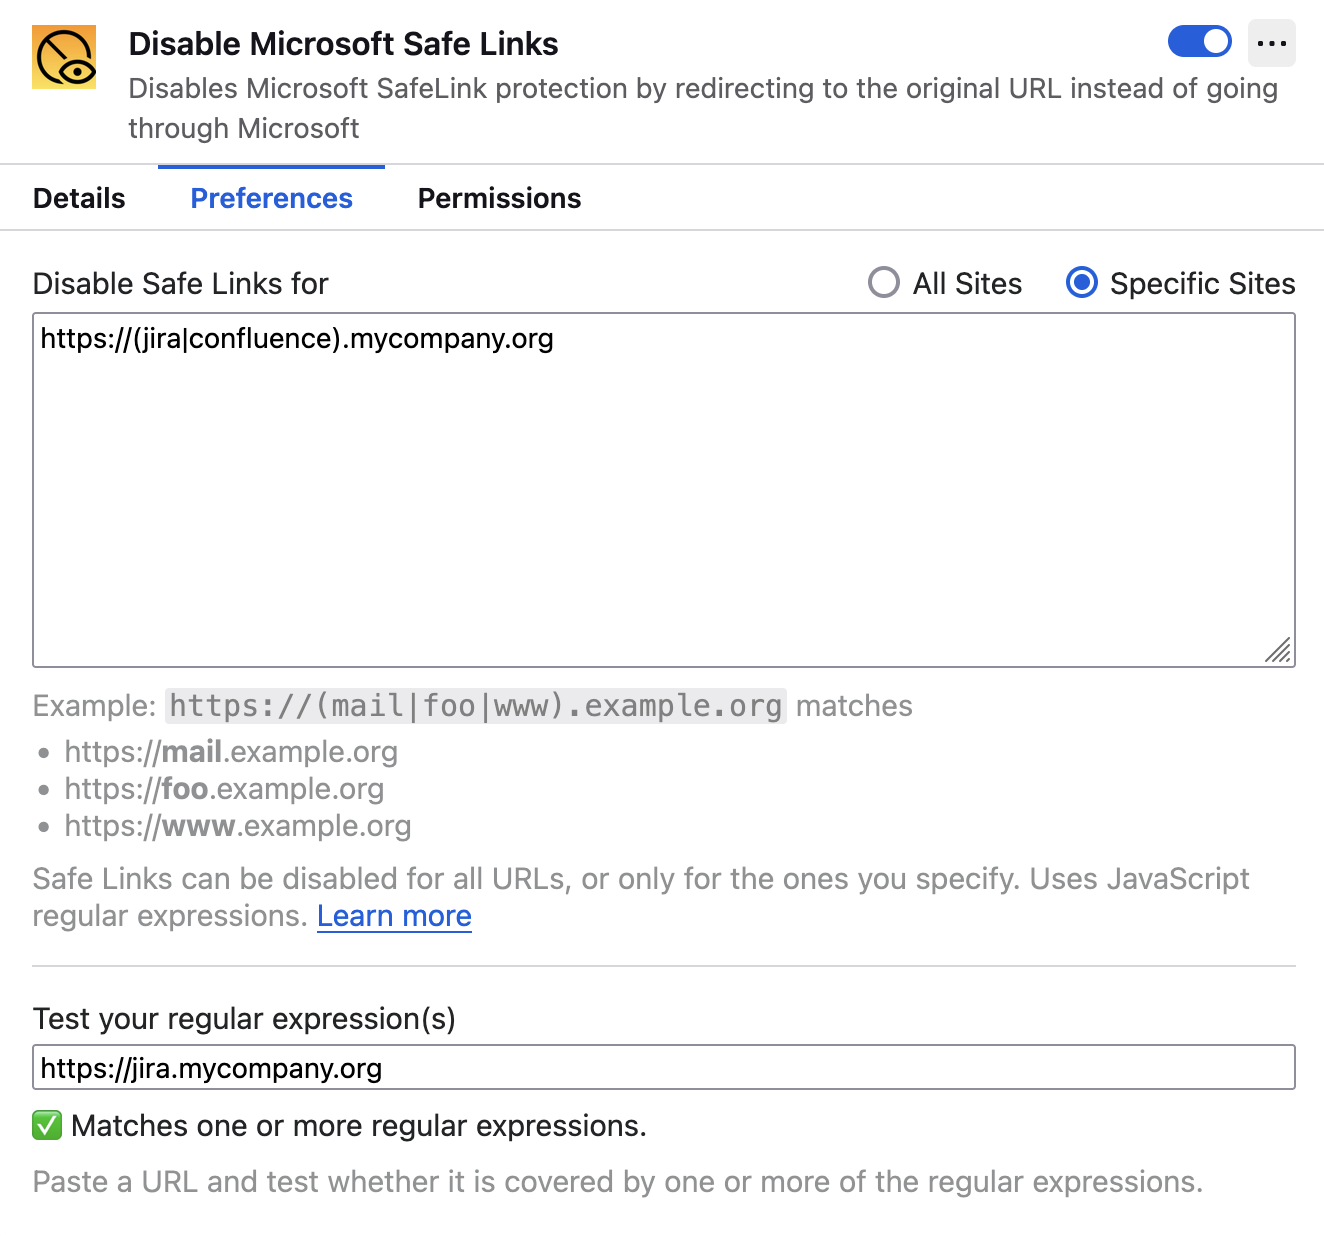 Disable Microsoft Safe Links
Disables Microsoft SafeLink protection by redirecting to the original URL instead of going
through Microsoft
Details Preferences Permissions
Disable Safe Links for All Sites Specific Sites
https://(jira|confluence).mycompany.org
Example: https://(mail|foo|www).example.org matches
• https://mail.example.org
• https://foo.example.org
• https://www.example.org
Safe Links can be disabled for all URLs, or only for the ones you specify. Uses JavaScript
regular expressions. Learn more
Test your regular expression(s)
https://jira.mycompany.org
✅ Matches one or more regular expressions.
Paste a URL and test whether it is covered by one or more of the regular expressions.